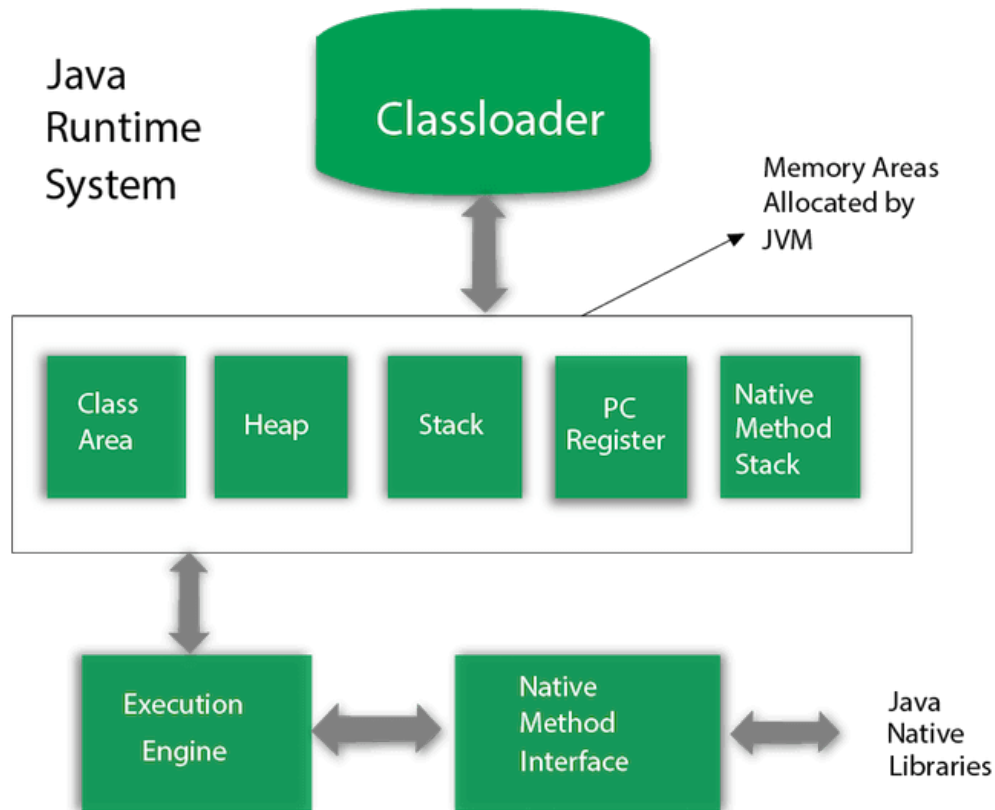 Java
Runtime
System
Classloader
Memory Areas
Allocated by
JVM
Class
Area
Heap
Stack
PC
Register
Native
Method
Stack
Execution
Engine
Native
Method
Interface
Java
Native
Libraries